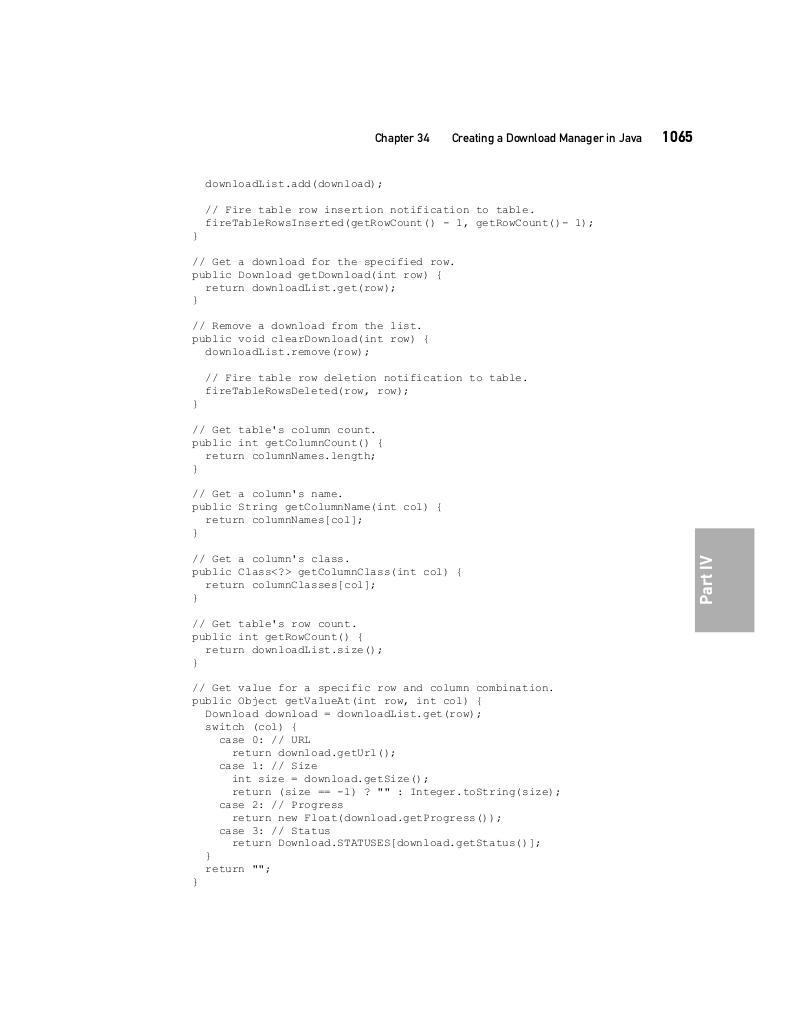 Chapter 34 Creating a Download Manager in Java 1065
downloadList.add(download);
// Fire table row insertion notification to table.
fireTableRowsInserted(getRowCount() - 1, getRowCount()- 1);
}
// Get a download for the specified row.
public Download getDownload(int row) {
return downloadList.get(row);
}
// Remove a download from the list.
public void clearDownload(int row) {
downloadList.remove(row);
// Fire table row deletion notification to table.
fireTableRowsDeleted(row, row);
}
// Get table's column count.
public int getColumnCount() {
return columnNames.length;
}
// Get a column's name.
public String getColumnName(int col) {
return columnNames[col];
}
// Get a column's class.
public Class<?> getColumnClass(int col) {
return columnClasses[col];
}
// Get table's row count.
public int getRowCount() {
return downloadList.size();
}
// Get value for a specific row and column combination.
public Object getValueAt(int row, int col) {
Download download = downloadList.get(row);
switch (col) {
case 0: // URL
return download.getUrl();
case 1: // Size
int size = download.getSize();
return (size == -1) ? "" : Integer.toString(size);
case 2: // Progress
return new Float(download.getProgress());
case 3: // Status
return Download.STATUSES[download.getStatus()];
}
return "";
}
Part IV